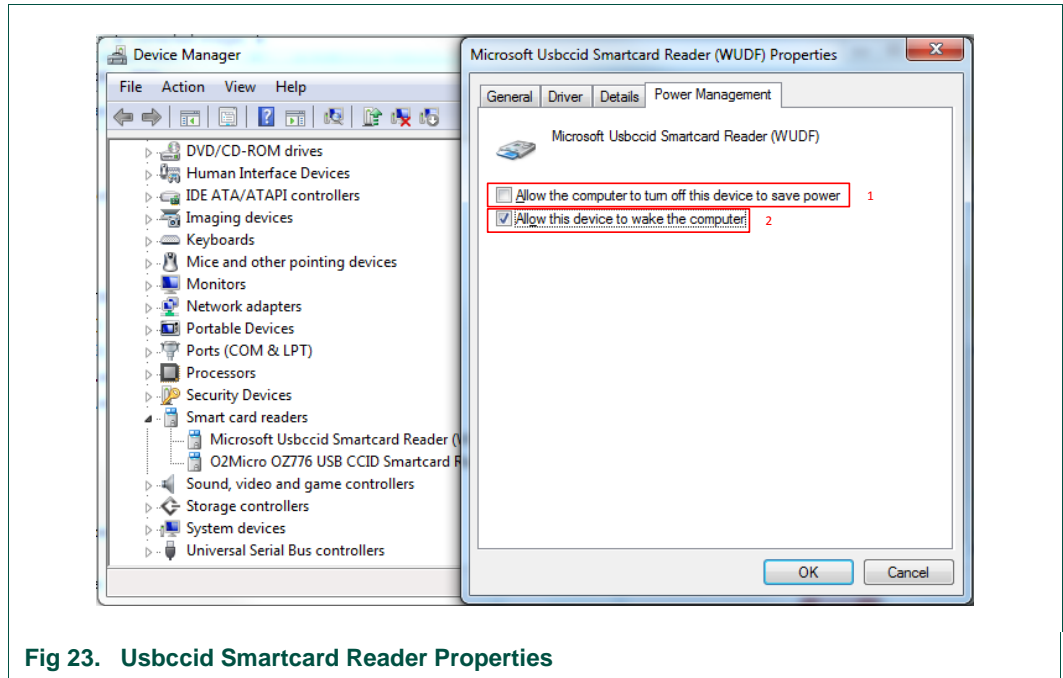 Device Manager
File Action View Help
DVD/CD-ROM drives
Human Interface Devices
IDE ATA/ATAPI controllers
Imaging devices
Keyboards
Mice and other pointing devices
Monitors
Network adapters
Portable Devices
Ports (COM & LPT)
Processors
Security Devices
Smart card readers
Microsoft Usbccid Smartcard Reader (
O2Micro OZ776 USB CCID Smartcard
Sound, video and game controllers
Storage controllers
System devices
Universal Serial Bus controllers
Microsoft Usbccid Smartcard Reader (WUDF) Properties
General Driver Details Power Management
Microsoft Usbccid Smartcard Reader (WUDF)
Allow the computer to turn off this device to save power 1
Allow this device to wake the computer 2
OK Cancel
Fig 23. Usbccid Smartcard Reader Properties